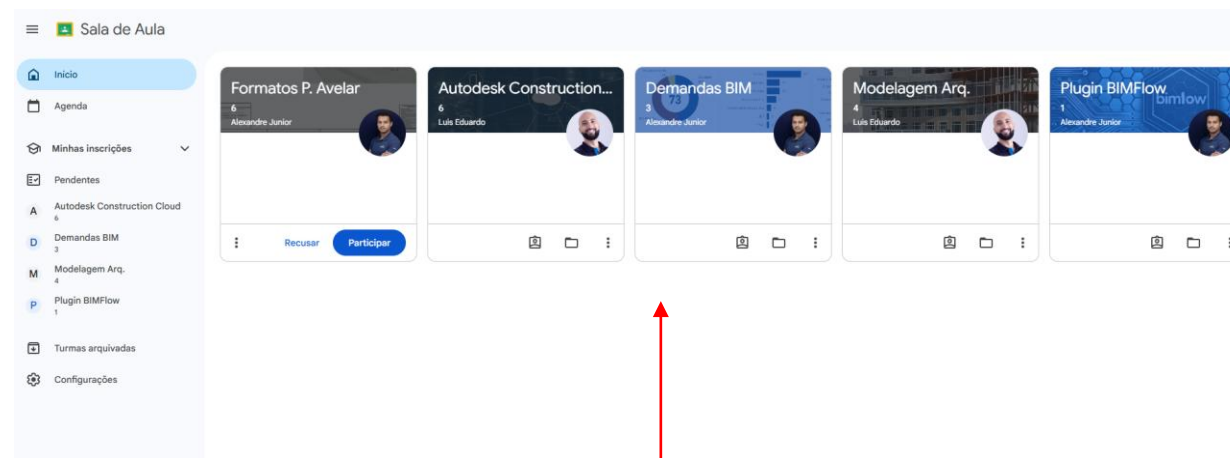 Sala de Aula
Início
Agenda
Minhas inscrições
Pendentes
A
Autodesk Construction Cloud
6
D
Demandas BIM
3
M
Modelagem Arq.
4
P
Plugin BIMFlow
1
Turmas arquivadas
Configurações
Formatos P. Avelar
6
Alexandre Junior
Recusar
Participar
Autodesk Construction...
6
Luis Eduardo
Demandas BIM
3
73
Alexandre Junior
Modelagem Arq.
4
Luis Eduardo
Plugin BIMFlow
1
bimflow
Alexandre Junior